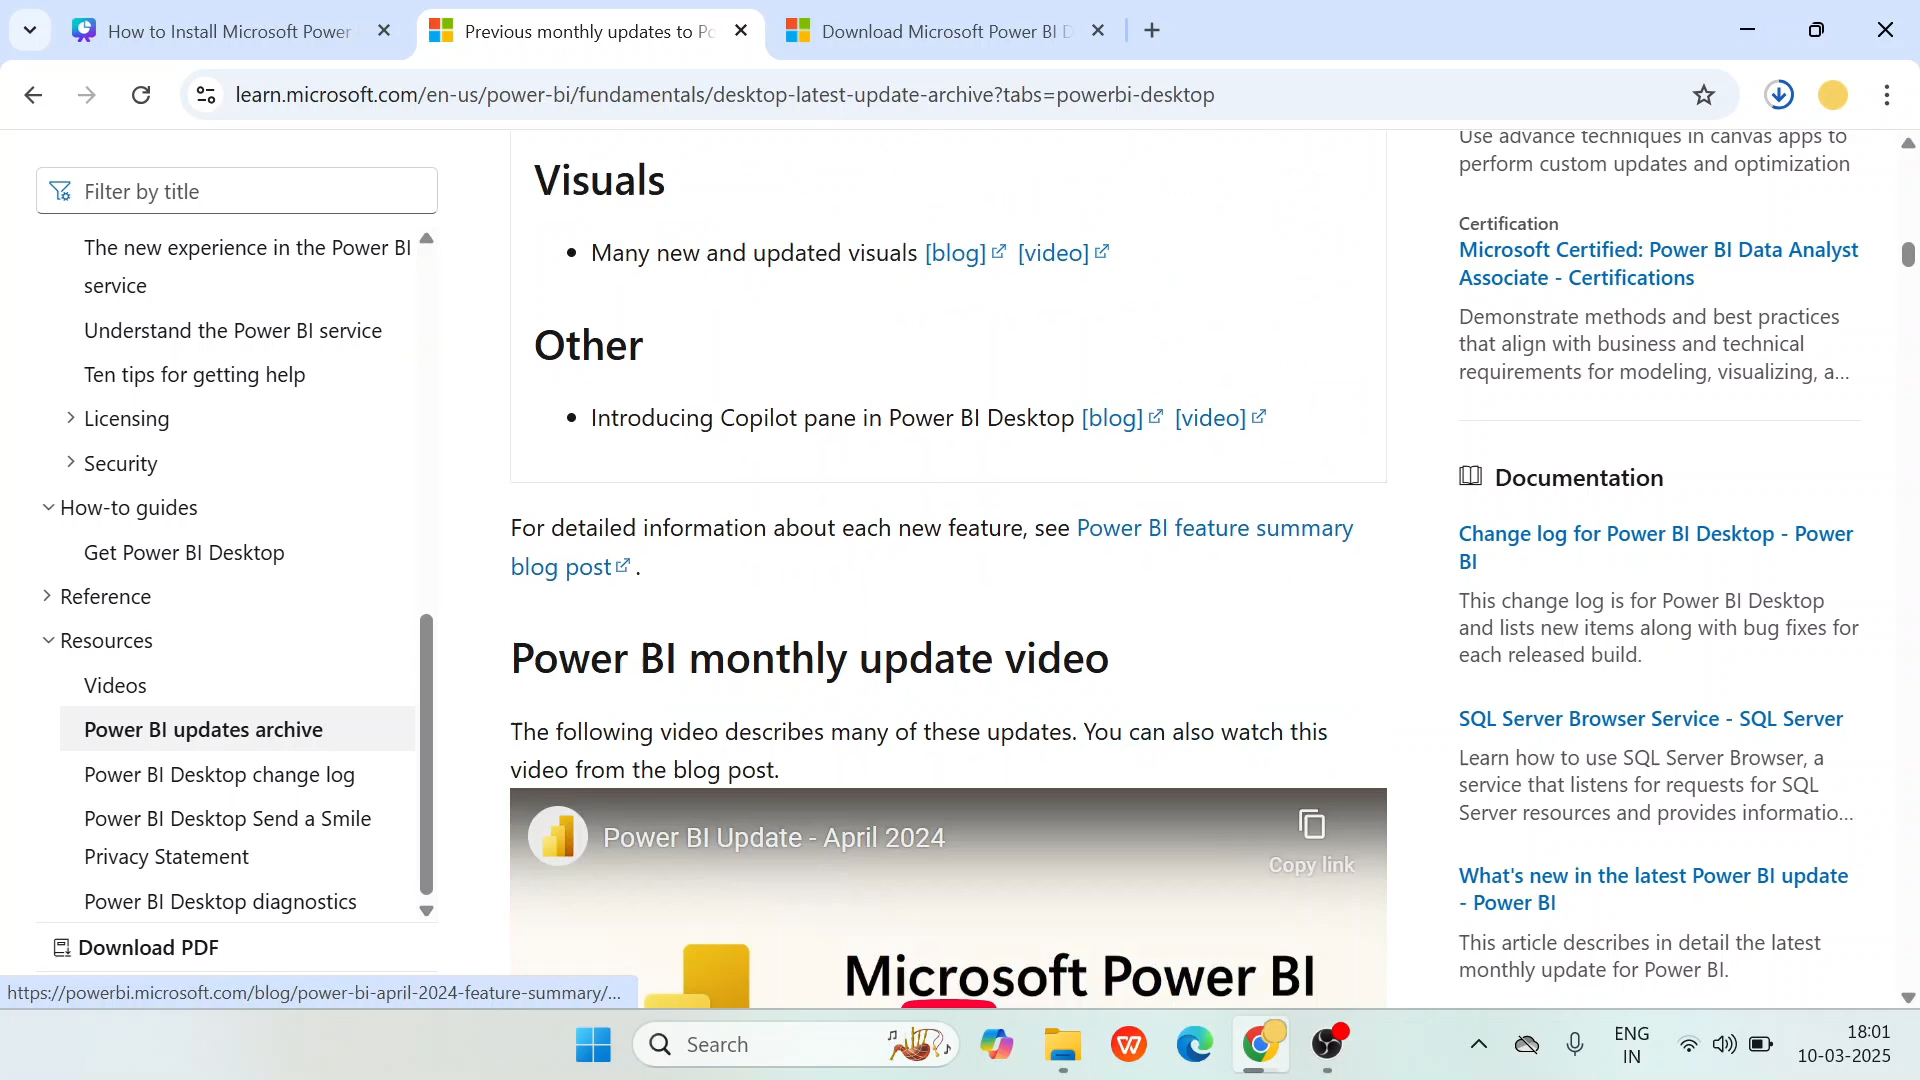 How to Install Microsoft Power
Previous monthly updates to Po
Download Microsoft Power BI D
learn.microsoft.com/en-us/power-bi/fundamentals/desktop-latest-update-archive?tabs=powerbi-desktop
Filter by title
The new experience in the Power BI
service
Understand the Power BI service
Ten tips for getting help
Licensing
Security
How-to guides
Get Power BI Desktop
Reference
Resources
Videos
Power BI updates archive
Power BI Desktop change log
Power BI Desktop Send a Smile
Privacy Statement
Power BI Desktop diagnostics
Download PDF
https://powerbi.microsoft.com/blog/power-bi-april-2024-feature-summary/...
Visuals
• Many new and updated visuals [blog] [video]
Other
• Introducing Copilot pane in Power BI Desktop [blog] [video]
For detailed information about each new feature, see Power BI feature summary
blog post .
Power BI monthly update video
The following video describes many of these updates. You can also watch this
video from the blog post.
Power BI Update - April 2024
Copy link
Microsoft Power BI
Use advance techniques in canvas apps to
perform custom updates and optimization
Certification
Microsoft Certified: Power BI Data Analyst
Associate - Certifications
Demonstrate methods and best practices
that align with business and technical
requirements for modeling, visualizing, a...
Documentation
Change log for Power BI Desktop - Power
BI
This change log is for Power BI Desktop
and lists new items along with bug fixes for
each released build.
SQL Server Browser Service - SQL Server
Learn how to use SQL Server Browser, a
service that listens for requests for SQL
Server resources and provides informatio...
What's new in the latest Power BI update
- Power BI
This article describes in detail the latest
monthly update for Power BI.
Search
ENG
IN
18:01
10-03-2025